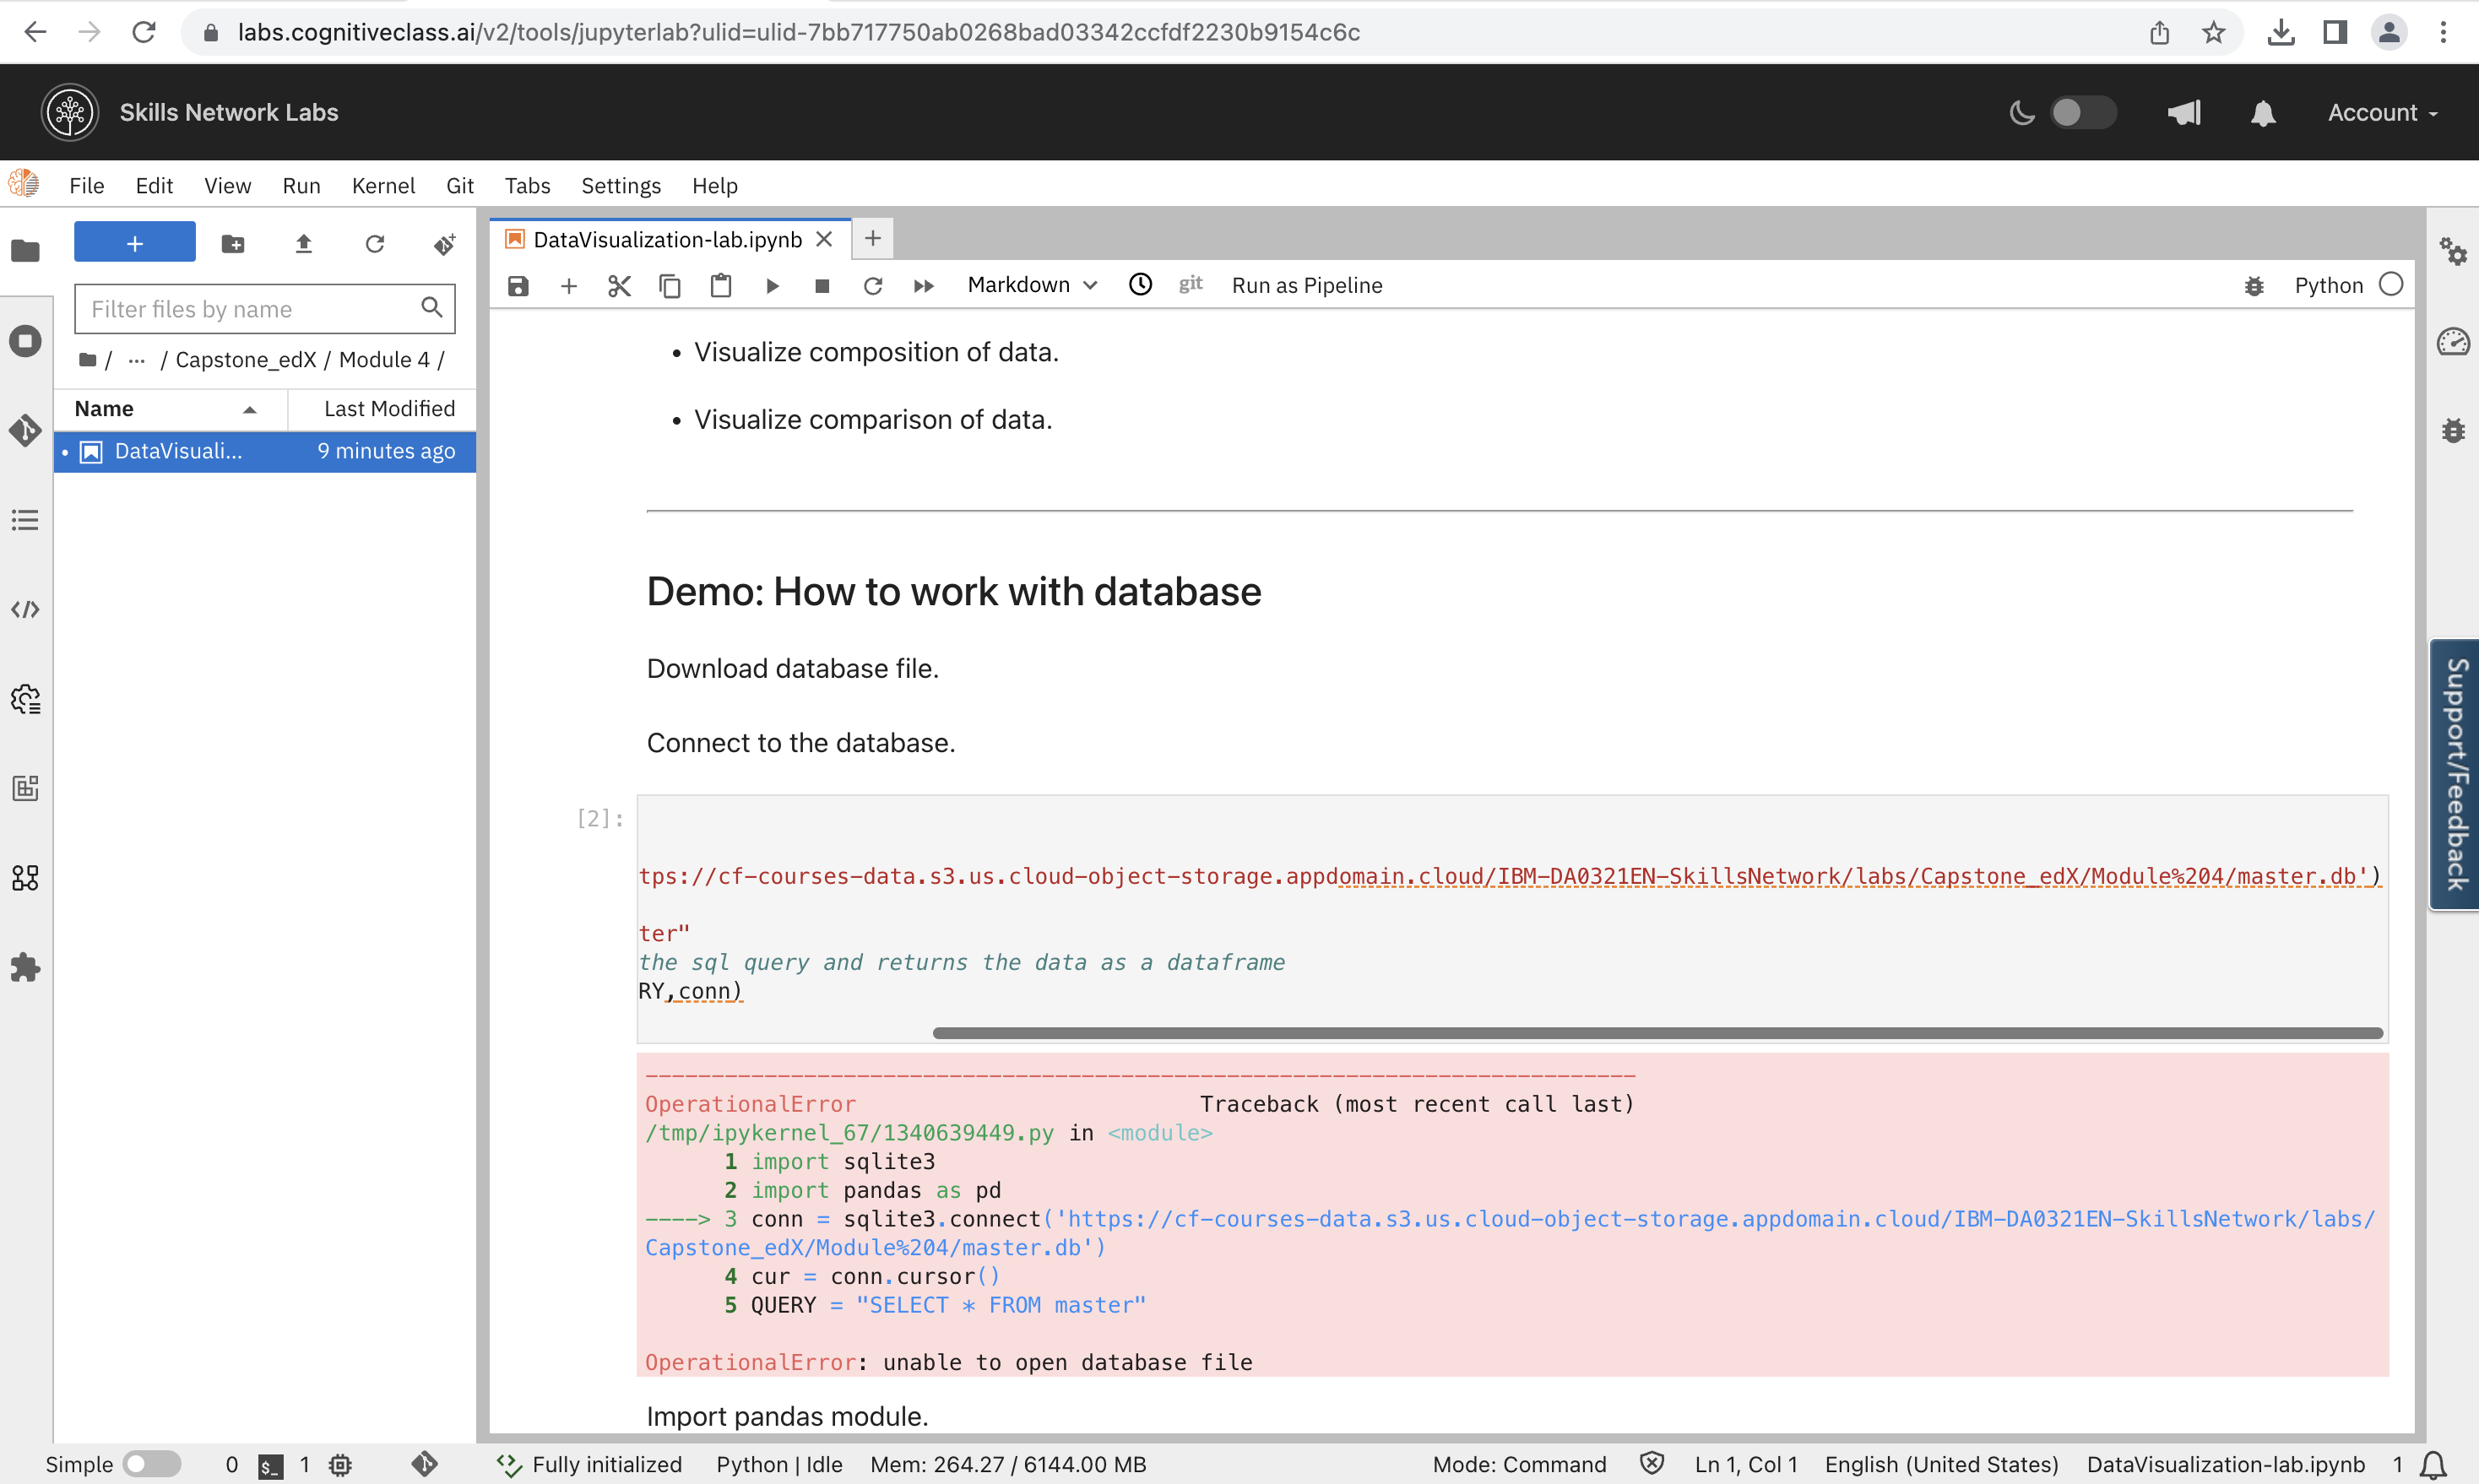 labs.cognitiveclass.ai/v2/tools/jupyterlab?ulid=ulid-7bb717750ab0268bad03342ccfdf2230b9154c6c
Skills Network Labs
Account
File Edit View Run Kernel Git Tabs Settings Help
+
DataVisualization-lab.ipynb
Markdown
git
Run as Pipeline
Python
Filter files by name
/ ... / Capstone_edX / Module 4 /
Name Last Modified
DataVisuali... 9 minutes ago
• Visualize composition of data.
• Visualize comparison of data.
Demo: How to work with database
Download database file.
Connect to the database.
[2]:
tps://cf-courses-data.s3.us.cloud-object-storage.appdomain.cloud/IBM-DA0321EN-SkillsNetwork/labs/Capstone_edX/Module%204/master.db')
ter"
the sql query and returns the data as a dataframe
RY,conn)
---------------------------------------------------------------------------
OperationalError Traceback (most recent call last)
/tmp/ipykernel_67/1340639449.py in <module>
1 import sqlite3
2 import pandas as pd
----> 3 conn = sqlite3.connect('https://cf-courses-data.s3.us.cloud-object-storage.appdomain.cloud/IBM-DA0321EN-SkillsNetwork/labs/
Capstone_edX/Module%204/master.db')
4 cur = conn.cursor()
5 QUERY = "SELECT * FROM master"
OperationalError: unable to open database file
Import pandas module.
Support/Feedback
Simple 0 $_ 1 Fully initialized Python | Idle Mem: 264.27 / 6144.00 MB Mode: Command Ln 1, Col 1 English (United States) DataVisualization-lab.ipynb 1